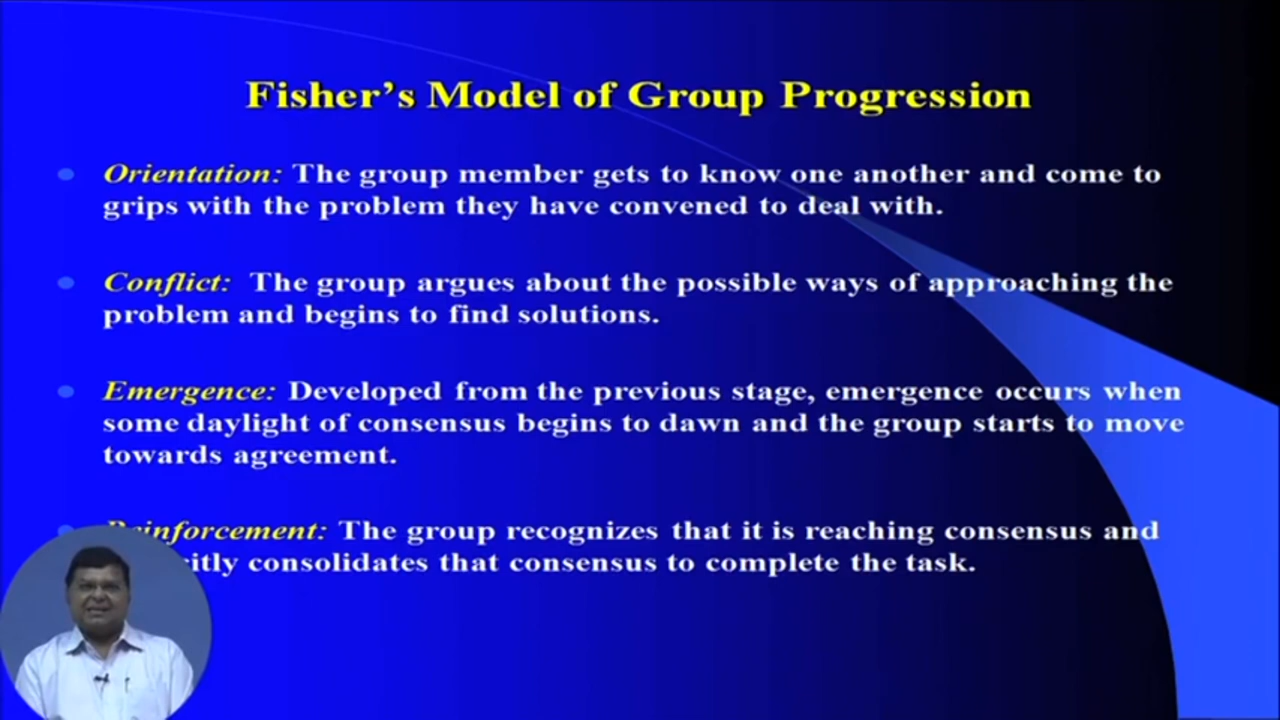 Fisher's Model of Group Progression
Orientation: The group member gets to know one another and come to
grips with the problem they have convened to deal with.
Conflict: The group argues about the possible ways of approaching the
problem and begins to find solutions.
Emergence: Developed from the previous stage, emergence occurs when
some daylight of consensus begins to dawn and the group starts to move
towards agreement.
Reinforcement: The group recognizes that it is reaching consensus and
consolidates that consensus to complete the task.